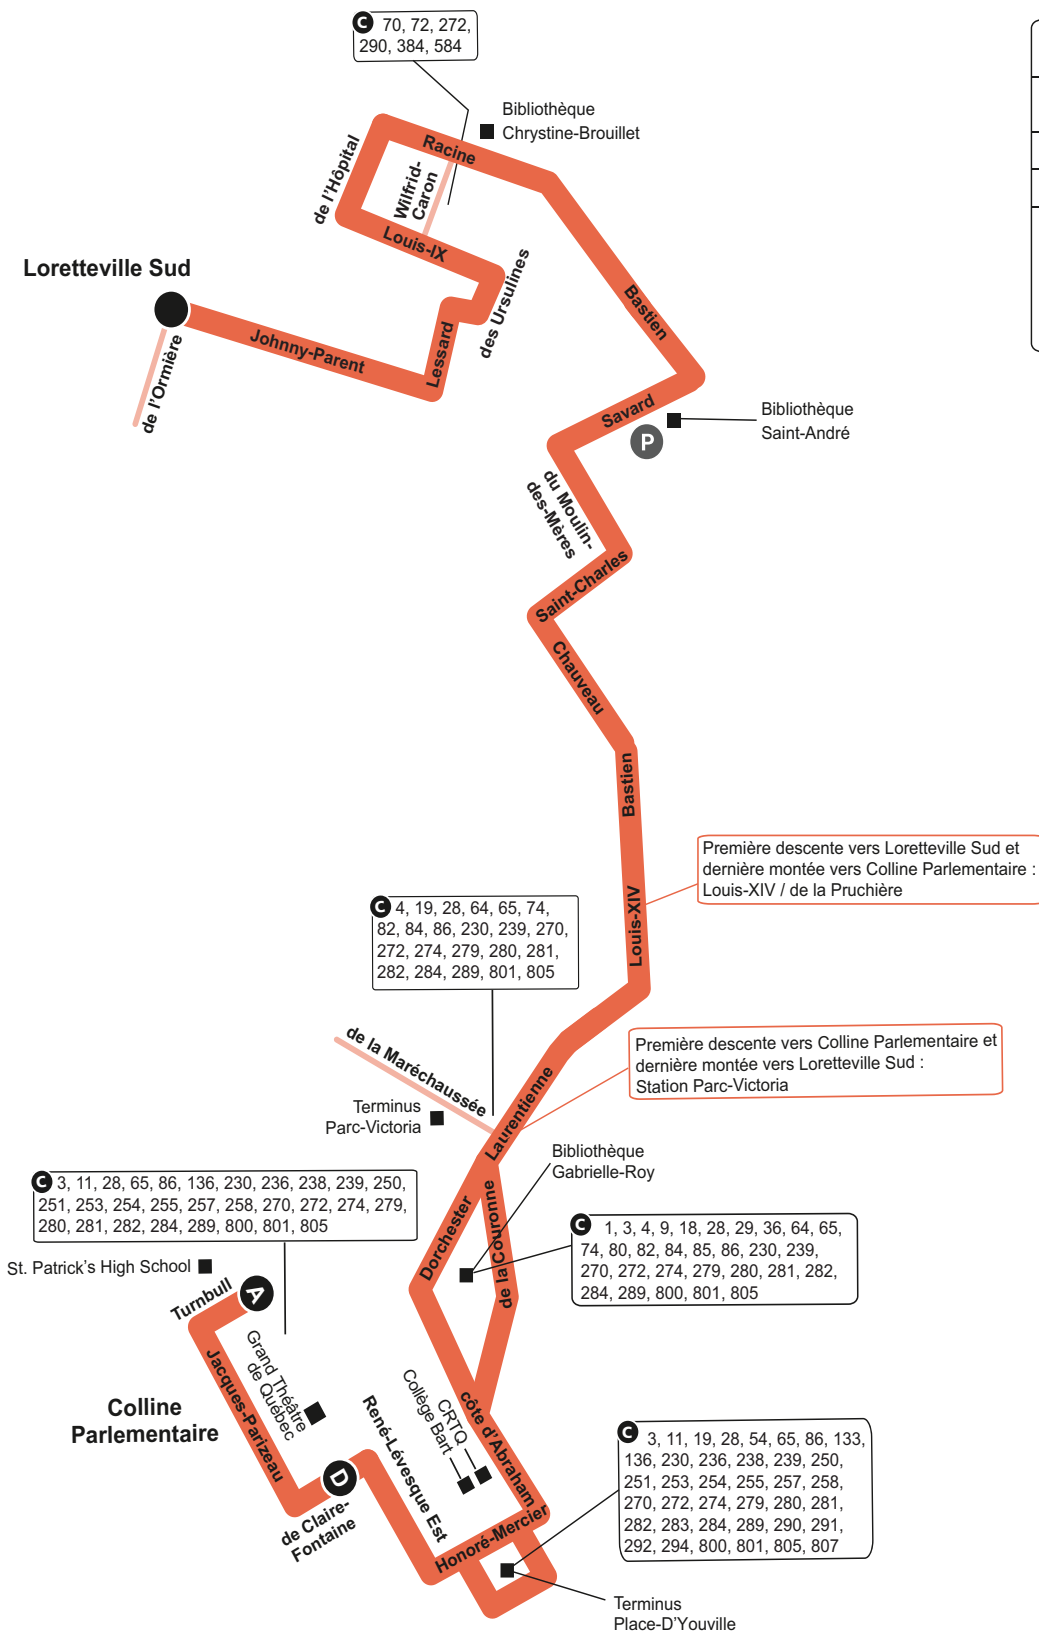 C 70, 72, 272,
290, 384, 584
Bibliothèque
Chrystine-Brouillet
Racine
de l'Hôpital
Wilfrid-
Caron
Louis-IX
des Ursulines
Loretteville Sud
Johnny-Parent
Lessard
de l'Ormière
Bastien
Savard
P
Bibliothèque
Saint-André
du Moulin-
des-Mères
Saint-Charles
Chauveau
Bastien
Première descente vers Loretteville Sud et
dernière montée vers Colline Parlementaire :
Louis-XIV / de la Pruchière
Louis-XIV
C 4, 19, 28, 64, 65, 74,
82, 84, 86, 230, 239, 270,
272, 274, 279, 280, 281,
282, 284, 289, 801, 805
de la Maréchaussée
Terminus
Parc-Victoria
Laurentienne
Première descente vers Colline Parlementaire et
dernière montée vers Loretteville Sud :
Station Parc-Victoria
Bibliothèque
Gabrielle-Roy
C 3, 11, 28, 65, 86, 136, 230, 236, 238, 239, 250,
251, 253, 254, 255, 257, 258, 270, 272, 274, 279,
280, 281, 282, 284, 289, 800, 801, 805
Dorchester
de la Couronne
C 1, 3, 4, 9, 18, 28, 29, 36, 64, 65,
74, 80, 82, 84, 85, 86, 230, 239,
270, 272, 274, 279, 280, 281, 282,
284, 289, 800, 801, 805
St. Patrick's High School
Turnbull
A
Grand Théâtre
de Québec
Jacques-Parizeau
Colline
Parlementaire
D
de Claire-
Fontaine
René-Lévesque Est
CRTQ
Collège Bart
côte d'Abraham
Honoré-Mercier
C 3, 11, 19, 28, 54, 65, 86, 133,
136, 230, 236, 238, 239, 250,
251, 253, 254, 255, 257, 258,
270, 272, 274, 279, 280, 281,
282, 283, 284, 289, 290, 291,
292, 294, 800, 801, 805, 807
Terminus
Place-D'Youville